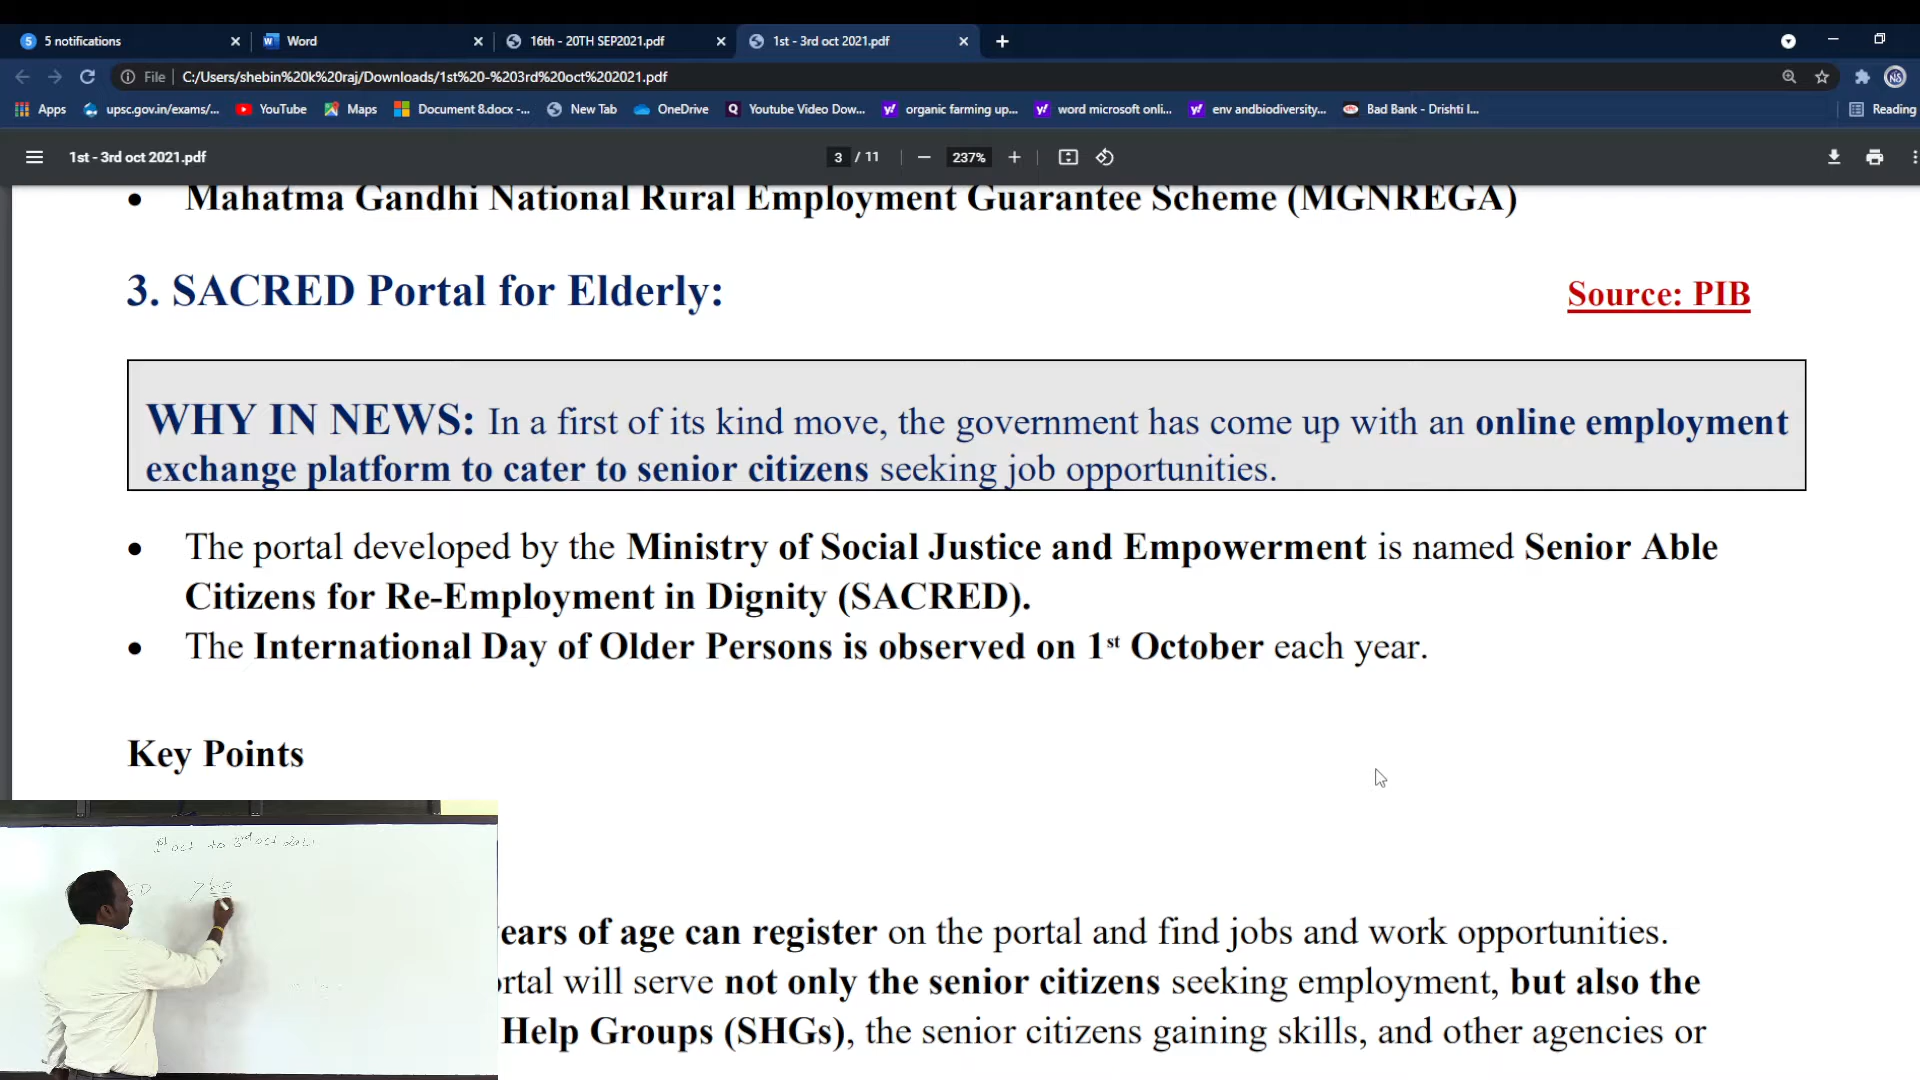 5 notifications
Word
16th - 20TH SEP2021.pdf
1st - 3rd oct 2021.pdf
File
C:/Users/shebin%20k%20raj/Downloads/1st%20-%203rd%20oct%202021.pdf
Apps
upsc.gov.in/exams/...
YouTube
Maps
Document 8.docx -...
New Tab
OneDrive
Youtube Video Dow...
organic farming up...
word microsoft onli...
env andbiodiversity...
Bad Bank - Drishti I...
Reading
1st - 3rd oct 2021.pdf
3 / 11
237%
• Mahatma Gandhi National Rural Employment Guarantee Scheme (MGNREGA)
3. SACRED Portal for Elderly:
Source: PIB
WHY IN NEWS: In a first of its kind move, the government has come up with an online employment
exchange platform to cater to senior citizens seeking job opportunities.
• The portal developed by the Ministry of Social Justice and Empowerment is named Senior Able
Citizens for Re-Employment in Dignity (SACRED).
• The International Day of Older Persons is observed on 1st October each year.
Key Points
1st oct to 3rd oct 2021
ED >60
ears of age can register on the portal and find jobs and work opportunities.
rtal will serve not only the senior citizens seeking employment, but also the
Help Groups (SHGs), the senior citizens gaining skills, and other agencies or